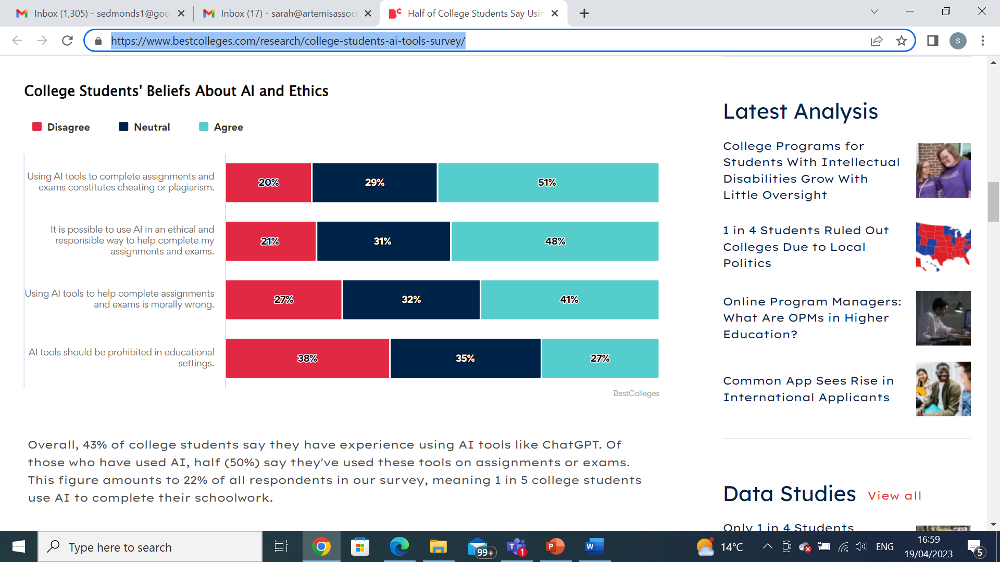 Inbox (1,305) - sedmonds1@goo
Inbox (17) - sarah@artemisassoci
Half of College Students Say Usin
https://www.bestcolleges.com/research/college-students-ai-tools-survey/
S
College Students' Beliefs About AI and Ethics
Disagree Neutral Agree
Using AI tools to complete assignments and
exams constitutes cheating or plagiarism.
20% 29% 51%
It is possible to use AI in an ethical and
responsible way to help complete my
assignments and exams.
21% 31% 48%
Using AI tools to help complete assignments
and exams is morally wrong.
27% 32% 41%
AI tools should be prohibited in educational
settings.
38% 35% 27%
BestColleges
Overall, 43% of college students say they have experience using AI tools like ChatGPT. Of
those who have used AI, half (50%) say they've used these tools on assignments or exams.
This figure amounts to 22% of all respondents in our survey, meaning 1 in 5 college students
use AI to complete their schoolwork.
Latest Analysis
College Programs for
Students With Intellectual
Disabilities Grow With
Little Oversight
1 in 4 Students Ruled Out
Colleges Due to Local
Politics
Online Program Managers:
What Are OPMs in Higher
Education?
Common App Sees Rise in
International Applicants
Data Studies View all
Only 1 in 4 Students
Type here to search
99+
1
14°C
ENG
16:59
19/04/2023
5